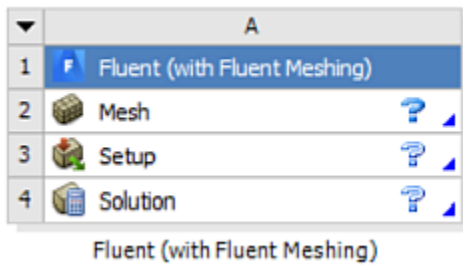 A
1 Fluent (with Fluent Meshing)
2 Mesh ?
3 Setup ?
4 Solution ?
Fluent (with Fluent Meshing)